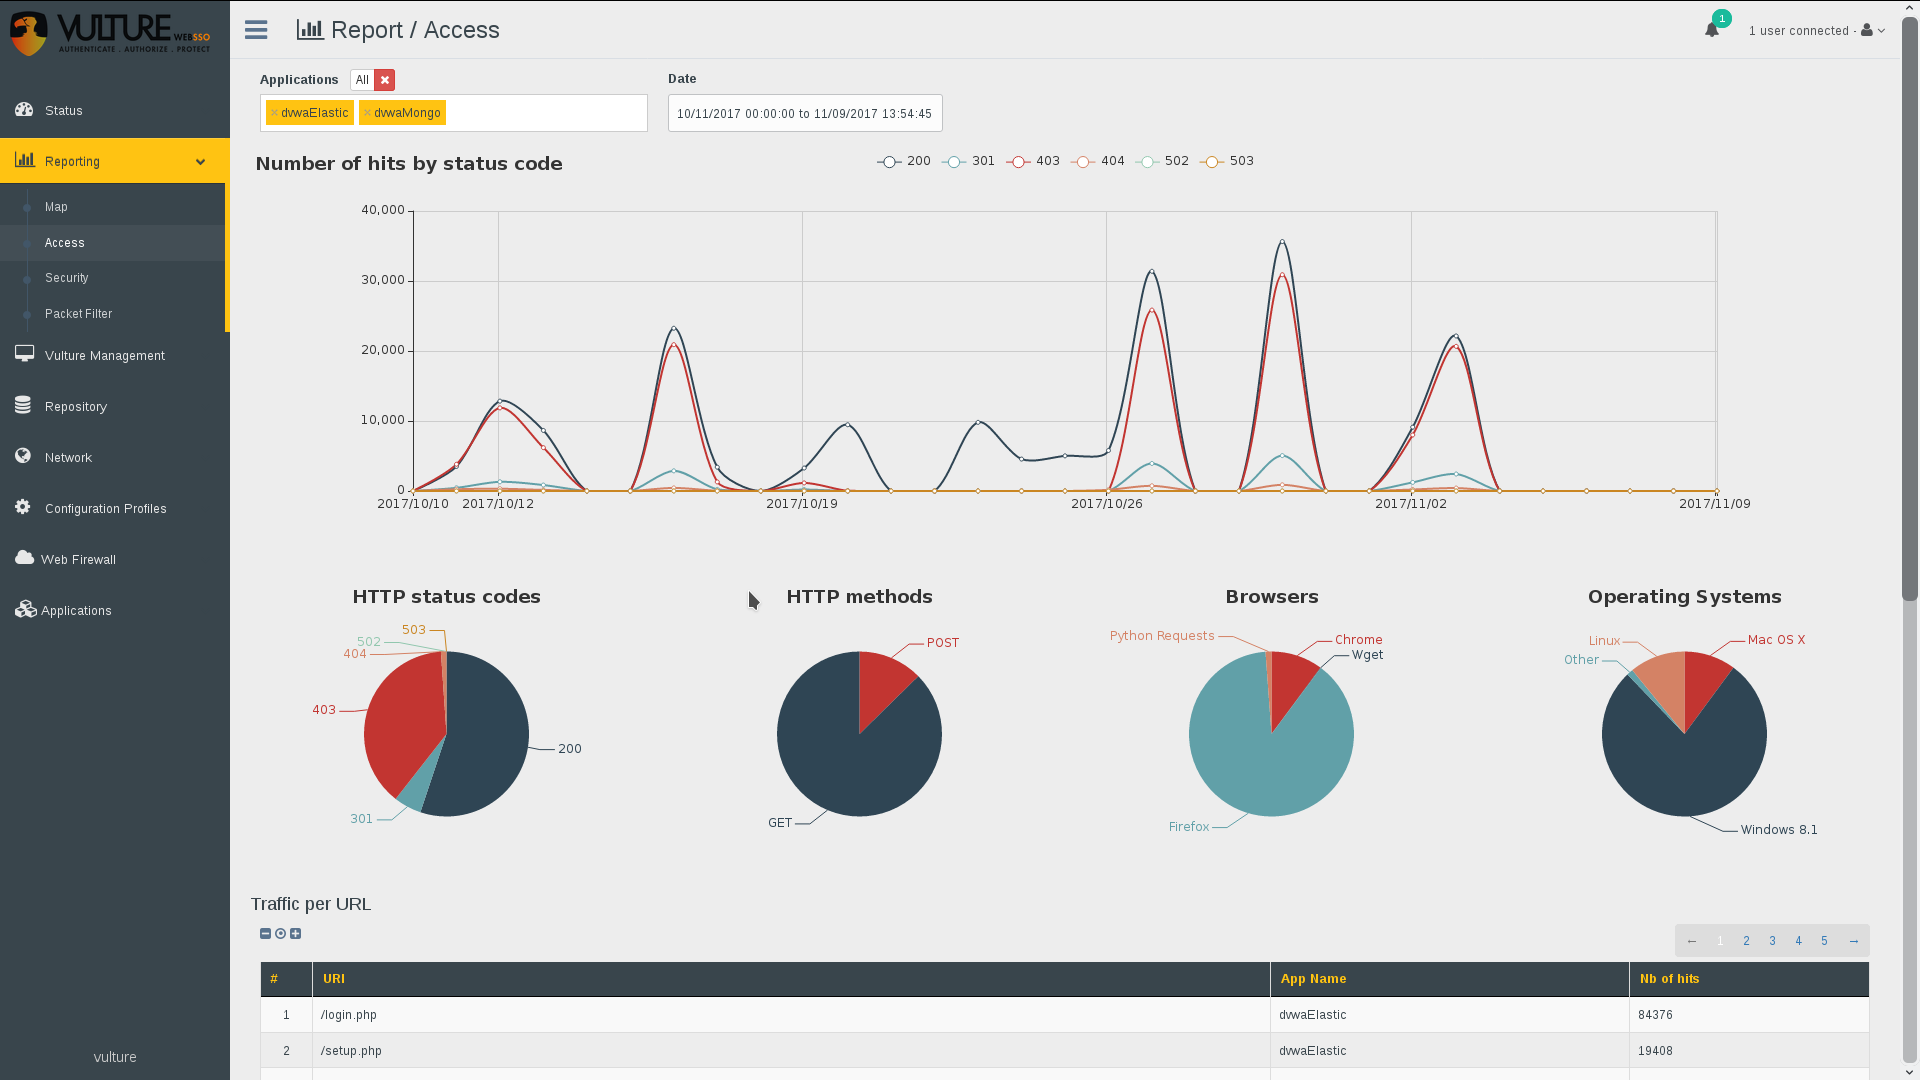 VULTURE WEBSSO
AUTHENTICATE . AUTHORIZE . PROTECT
Status
Reporting
Map
Access
Security
Packet Filter
Vulture Management
Repository
Network
Configuration Profiles
Web Firewall
Applications
vulture
Report / Access
1
1 user connected -
Applications All ×
× dvwaElastic × dvwaMongo
Date
10/11/2017 00:00:00 to 11/09/2017 13:54:45
Number of hits by status code
200 301 403 404 502 503
40,000
30,000
20,000
10,000
0
2017/10/10 2017/10/12 2017/10/19 2017/10/26 2017/11/02 2017/11/09
HTTP status codes
503
502
404
403
200
301
HTTP methods
POST
GET
Browsers
Python Requests
Chrome
Wget
Firefox
Operating Systems
Linux
Mac OS X
Other
Windows 8.1
Traffic per URL
← 1 2 3 4 5 →
# URI App Name Nb of hits
1 /login.php dvwaElastic 84376
2 /setup.php dvwaElastic 19408